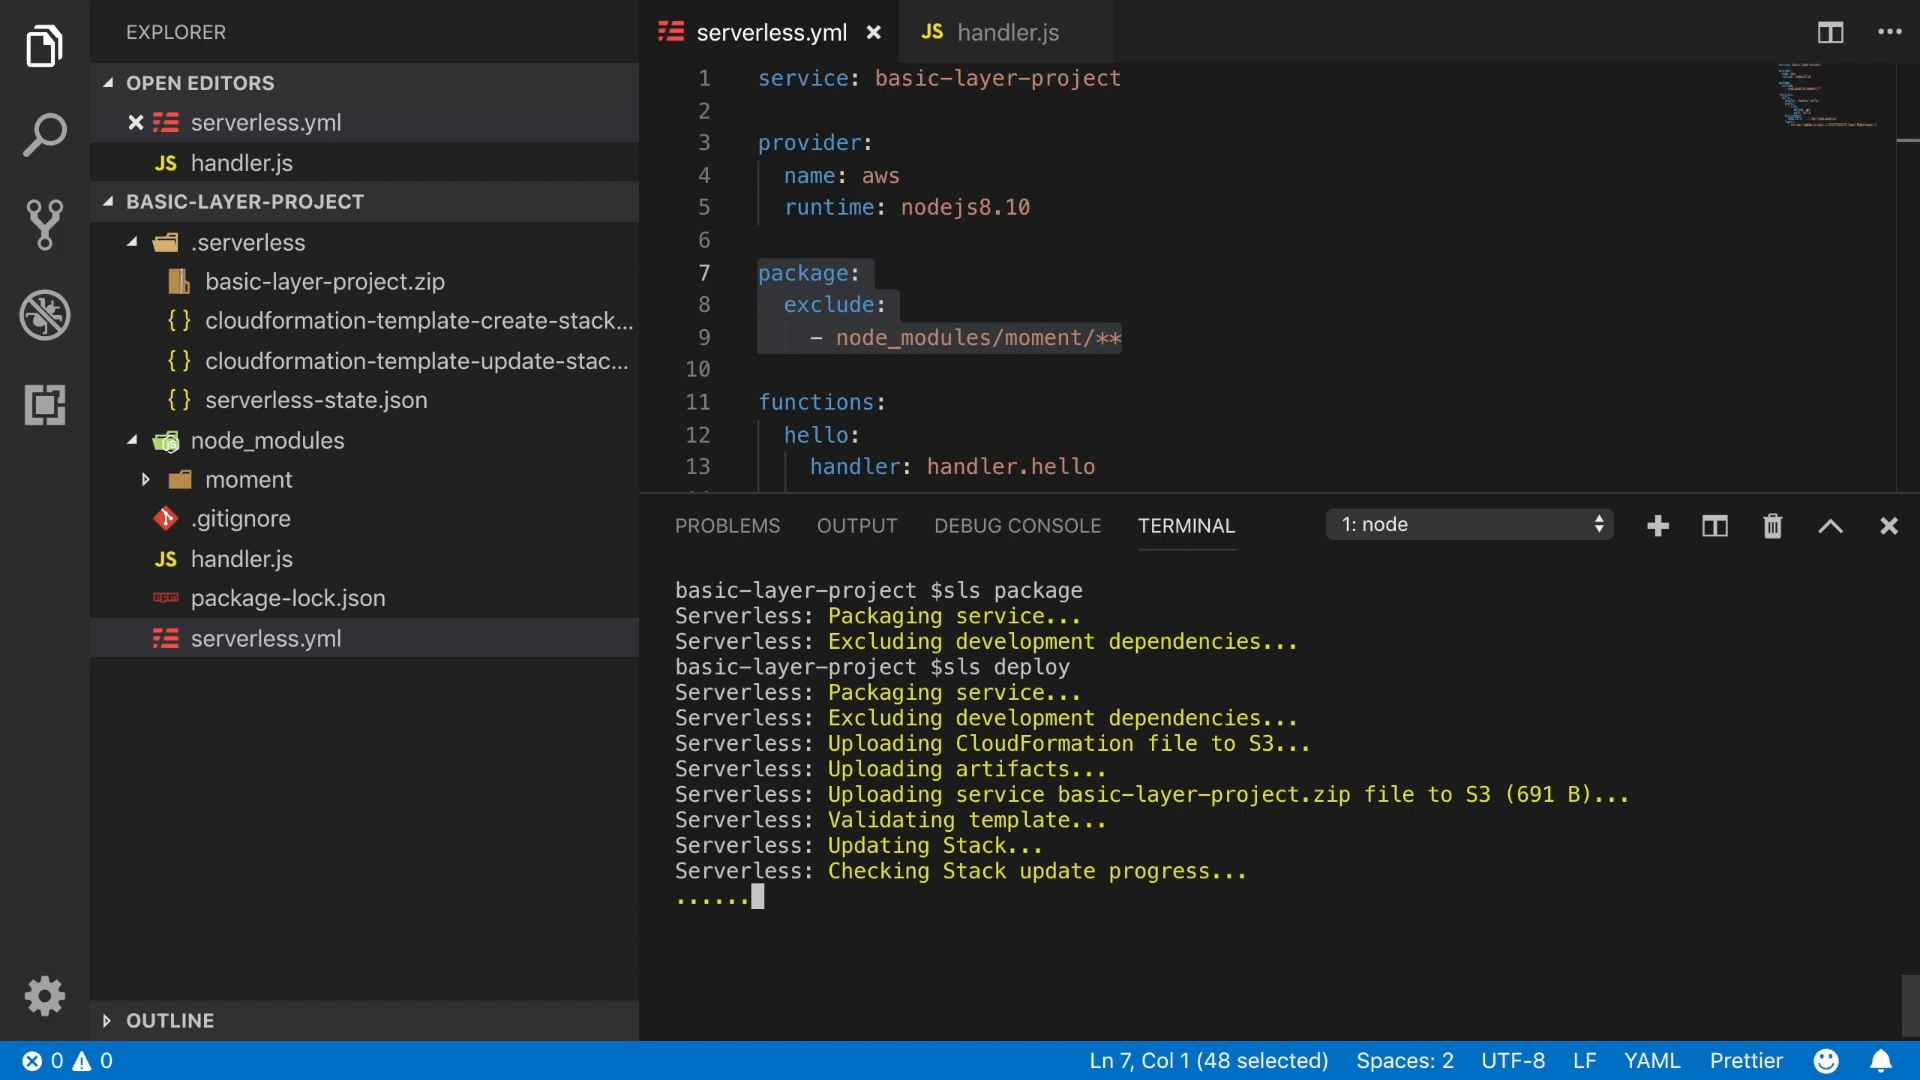 EXPLORER
OPEN EDITORS
serverless.yml
JS handler.js
BASIC-LAYER-PROJECT
.serverless
basic-layer-project.zip
{ } cloudformation-template-create-stack...
{ } cloudformation-template-update-stac...
{ } serverless-state.json
node_modules
moment
.gitignore
JS handler.js
package-lock.json
serverless.yml
OUTLINE
serverless.yml
JS handler.js
1 service: basic-layer-project
2
3 provider:
4 name: aws
5 runtime: nodejs8.10
6
7 package:
8 exclude:
9 - node_modules/moment/**
10
11 functions:
12 hello:
13 handler: handler.hello
PROBLEMS OUTPUT DEBUG CONSOLE TERMINAL 1: node
basic-layer-project $sls package
Serverless: Packaging service...
Serverless: Excluding development dependencies...
basic-layer-project $sls deploy
Serverless: Packaging service...
Serverless: Excluding development dependencies...
Serverless: Uploading CloudFormation file to S3...
Serverless: Uploading artifacts...
Serverless: Uploading service basic-layer-project.zip file to S3 (691 B)...
Serverless: Validating template...
Serverless: Updating Stack...
Serverless: Checking Stack update progress...
......
0 0 Ln 7, Col 1 (48 selected) Spaces: 2 UTF-8 LF YAML Prettier